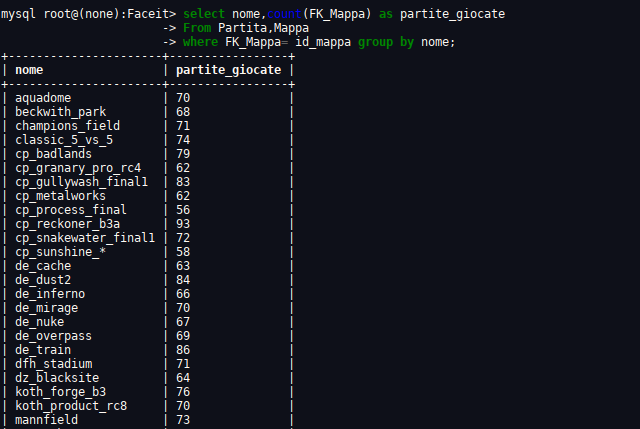 mysql root@(none):Faceit> select nome,count(FK_Mappa) as partite_giocate
-> From Partita,Mappa
-> where FK_Mappa= id_mappa group by nome;
+----------------------+-----------------+
| nome | partite_giocate |
+----------------------+-----------------+
| aquadome | 70 |
| beckwith_park | 68 |
| champions_field | 71 |
| classic_5_vs_5 | 74 |
| cp_badlands | 79 |
| cp_granary_pro_rc4 | 62 |
| cp_gullywash_final1 | 83 |
| cp_metalworks | 62 |
| cp_process_final | 56 |
| cp_reckoner_b3a | 93 |
| cp_snakewater_final1 | 72 |
| cp_sunshine_* | 58 |
| de_cache | 63 |
| de_dust2 | 84 |
| de_inferno | 66 |
| de_mirage | 70 |
| de_nuke | 67 |
| de_overpass | 69 |
| de_train | 86 |
| dfh_stadium | 71 |
| dz_blacksite | 64 |
| koth_forge_b3 | 76 |
| koth_product_rc8 | 70 |
| mannfield | 73 |